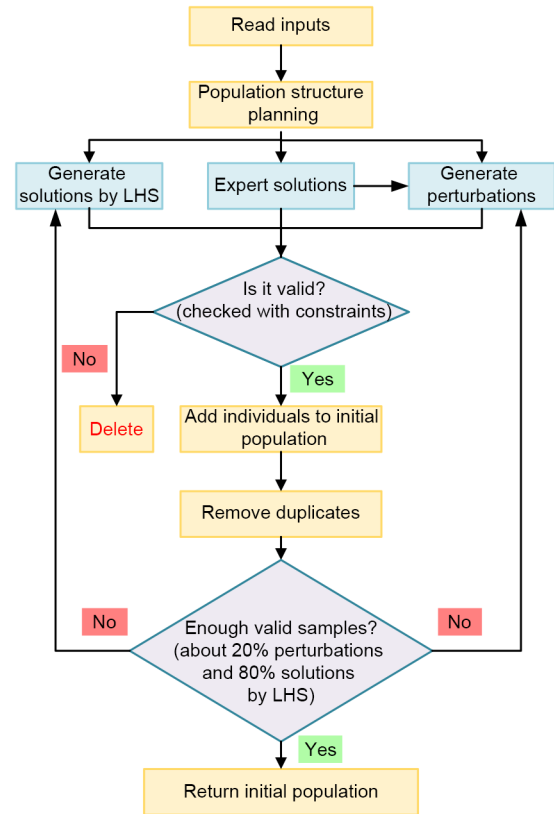 Read inputs
Population structure
planning
Generate
solutions by LHS
Expert solutions
Generate
perturbations
Is it valid?
(checked with constraints)
No
Yes
Delete
Add individuals to initial
population
Remove duplicates
No
No
Enough valid samples?
(about 20% perturbations
and 80% solutions
by LHS)
Yes
Return initial population